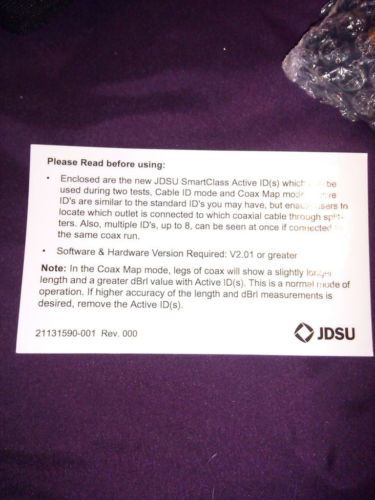 Please Read before using:
• Enclosed are the new JDSU SmartClass Active ID(s) which be
used during two tests, Cable ID mode and Coax Map
ID's are similar to the standard ID's you may have, but users to
locate which outlet is connected to which coaxial cable through split-
ters. Also, multiple ID's, up to 8, can be seen at once if connected to
the same coax run.
• Software & Hardware Version Required: V2.01 or greater
Note: In the Coax Map mode, legs of coax will show a slightly longer
length and a greater dBrl value with Active ID(s). This is a normal mode of
operation. If higher accuracy of the length and dBrl measurements is
desired, remove the Active ID(s).
21131590-001 Rev. 000
JDSU